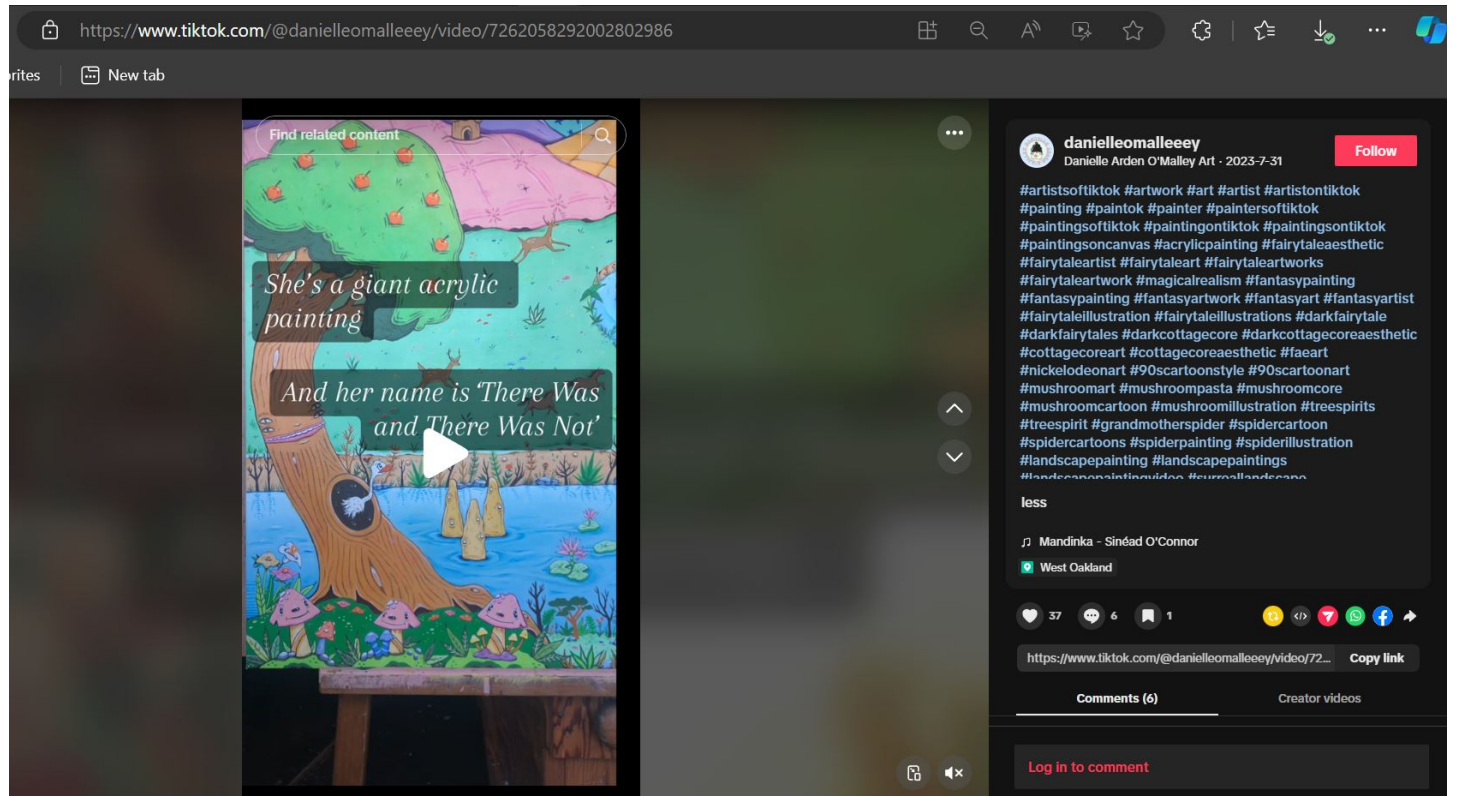 https://www.tiktok.com/@danielleomalleeey/video/7262058292002802986
New tab
Find related content
She's a giant acrylic
painting
And her name is ‘There Was
and There Was Not’
danielleomalleeey
Danielle Arden O'Malley Art · 2023-7-31
Follow
#artistsoftiktok #artwork #art #artist #artistontiktok
#painting #paintok #painter #paintersoftiktok
#paintingsoftiktok #paintingontiktok #paintingsontiktok
#paintingsoncanvas #acrylicpainting #fairytaleaesthetic
#fairytaleartist #fairytaleart #fairytaleartworks
#fairytaleartwork #magicalrealism #fantasypainting
#fantasypainting #fantasyartwork #fantasyart #fantasyartist
#fairytaleillustration #fairytaleillustrations #darkfairytale
#darkfairytales #darkcottagecore #darkcottagecoreaesthetic
#cottagecoreart #cottagecoreaesthetic #faeart
#nickelodeonart #90scartoonstyle #90scartoonart
#mushroomart #mushroompasta #mushroomcore
#mushroomcartoon #mushroomillustration #treespirits
#treespirit #grandmotherspider #spidercartoon
#spidercartoons #spiderpainting #spiderillustration
#landscapepainting #landscapepaintings
#landscapepaintingvideo #surreallandscape
less
Mandinka - Sinéad O'Connor
West Oakland
37 6 1
https://www.tiktok.com/@danielleomalleeey/video/72... Copy link
Comments (6) Creator videos
Log in to comment